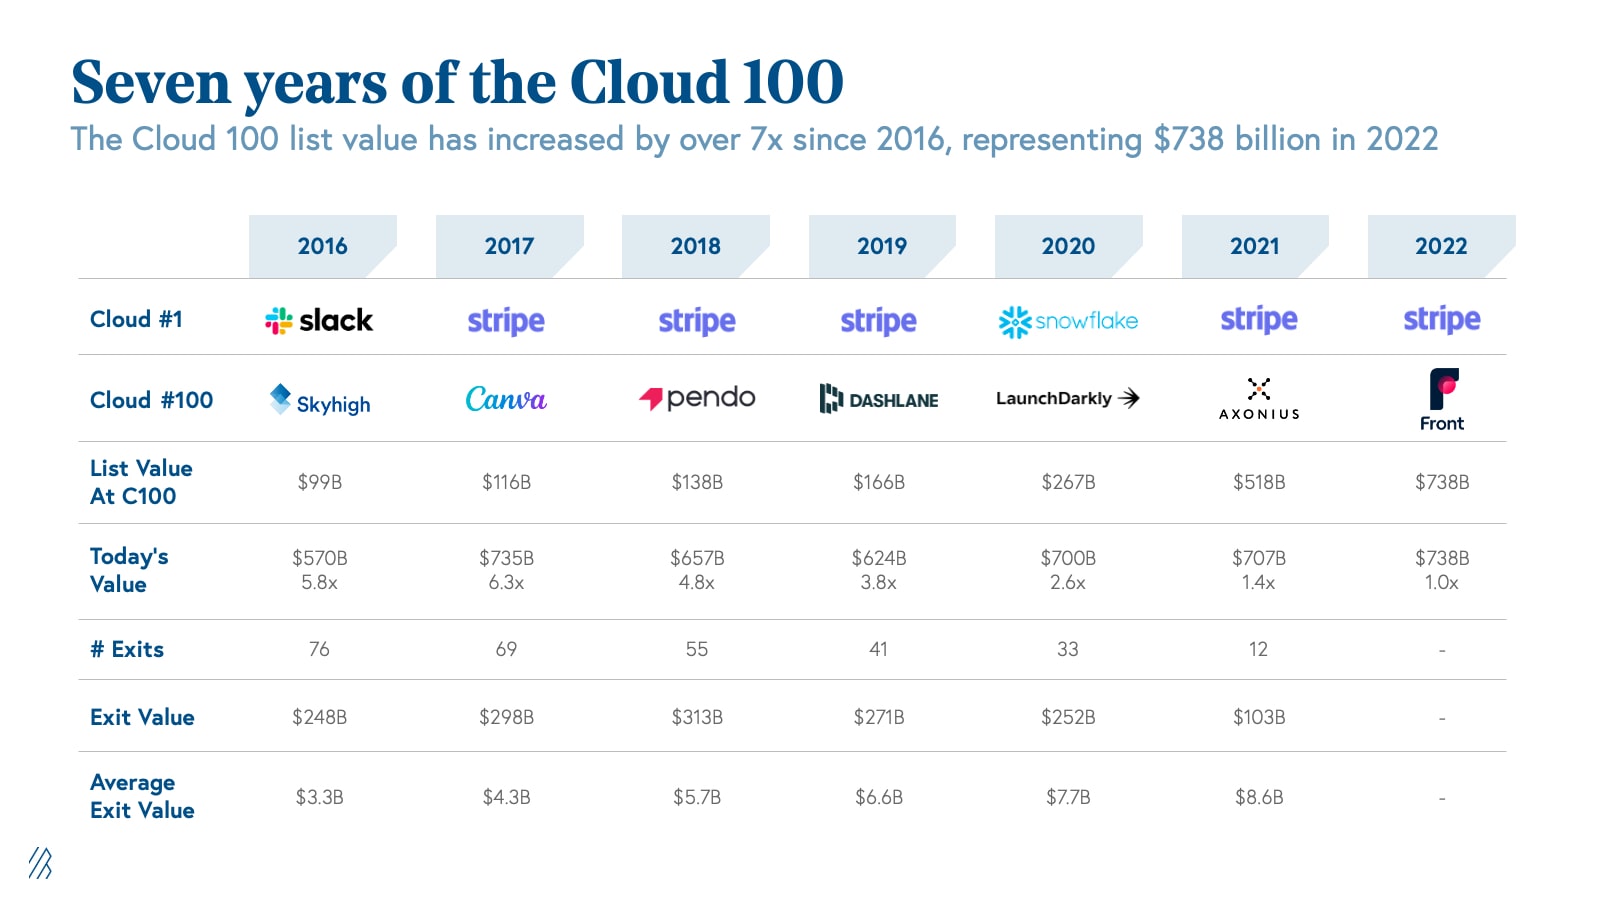 Seven years of the Cloud 100
The Cloud 100 list value has increased by over 7x since 2016, representing $738 billion in 2022
2016 2017 2018 2019 2020 2021 2022
Cloud #1 slack stripe stripe stripe snowflake stripe stripe
Cloud #100 Skyhigh Canva pendo DASHLANE LaunchDarkly AXONIUS Front
List Value
At C100
$99B $116B $138B $166B $267B $518B $738B
Today's
Value
$570B $735B $657B $624B $700B $707B $738B
5.8x 6.3x 4.8x 3.8x 2.6x 1.4x 1.0x
# Exits 76 69 55 41 33 12 -
Exit Value $248B $298B $313B $271B $252B $103B -
Average
Exit Value
$3.3B $4.3B $5.7B $6.6B $7.7B $8.6B -